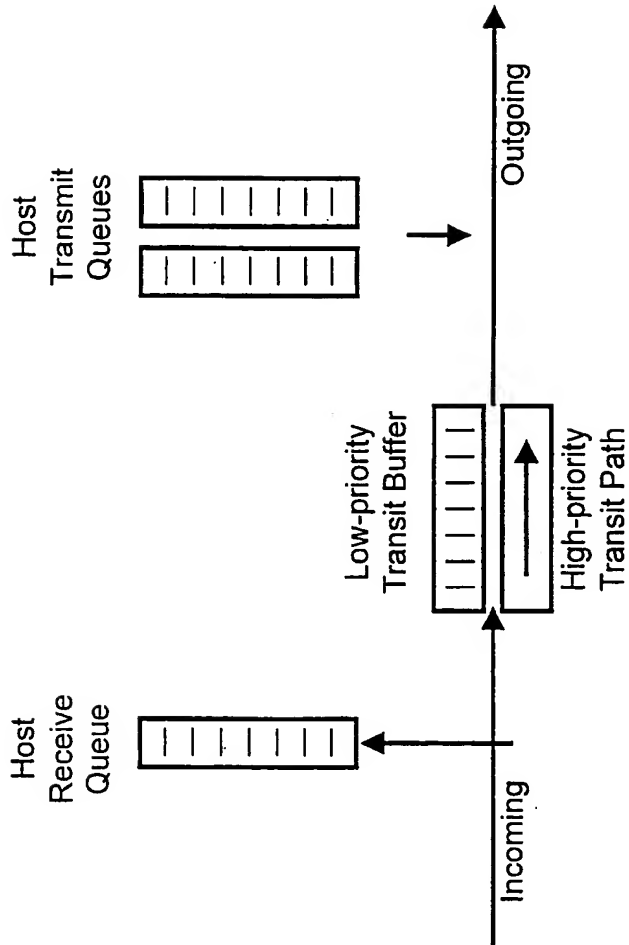 Host
Receive
Queue
Host
Transmit
Queues
Low-priority
Transit Buffer
High-priority
Transit Path
Incoming
Outgoing